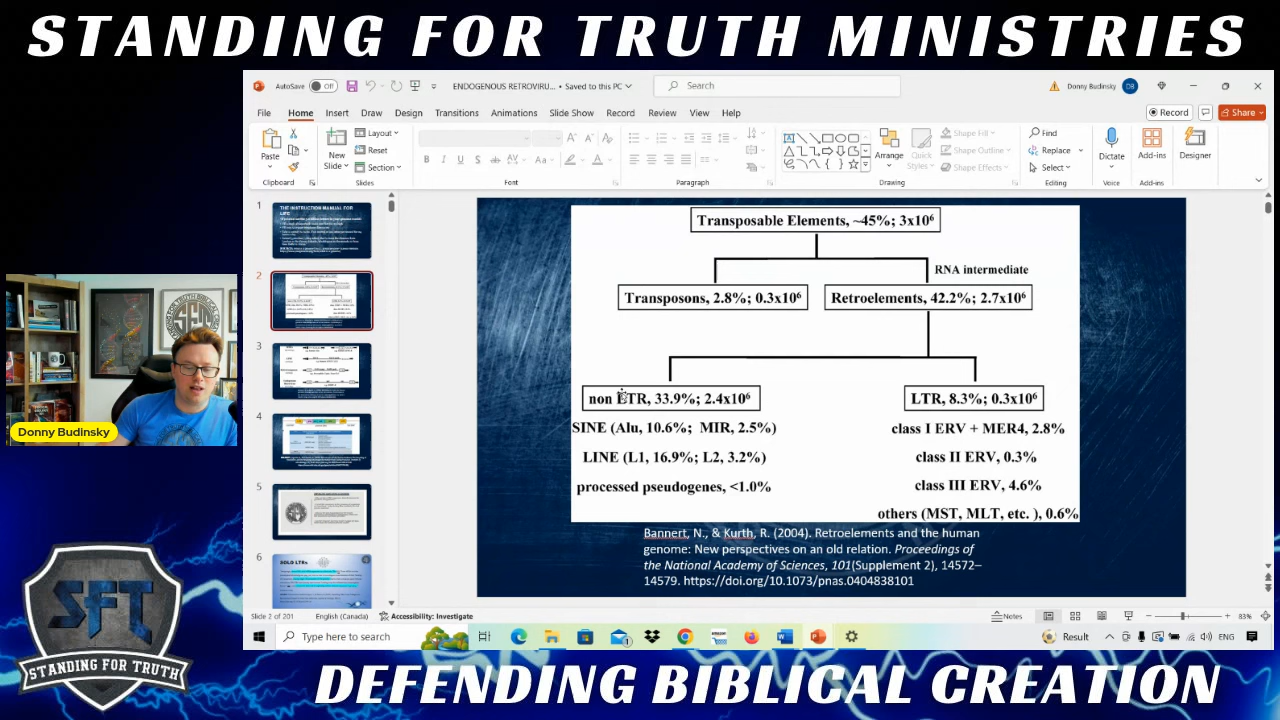 STANDING FOR TRUTH MINISTRIES
AutoSave
Off
ENDOGENOUS RETROVIRU... • Saved to this PC
Search
Donny Budinsky
DB
File Home Insert Draw Design Transitions Animations Slide Show Record Review View Help
Record
Share
Paste
New
Slide
Layout
Reset
Section
B I U S ab AV Aa A
Arrange
Quick
Styles
Shape Fill
Shape Outline
Shape Effects
Find
Replace
Select
Dictate
Add-ins
Designer
Clipboard
Slides
Font
Paragraph
Drawing
Editing
Voice
Add-ins
1
THE INSTRUCTION MANUAL FOR
LIFE
2
3
4
5
6
SOLO LTRs
Transposable Elements, ~45%; 3x10⁶
RNA intermediate
Transposons, 2.8%; 0.3x10⁶
Retroelements, 42.2%; 2.7x10⁶
non LTR, 33.9%; 2.4x10⁶
LTR, 8.3%; 0.3x10⁶
SINE (Alu, 10.6%; MIR, 2.5%)
class I ERV + MER4, 2.8%
LINE (L1, 16.9%; L2,
class II ERV, 0.3%
class III ERV, 4.6%
processed pseudogenes, <1.0%
others (MST, MLT, etc. ), 0.6%
Bannert, N., & Kurth, R. (2004). Retroelements and the human
genome: New perspectives on an old relation. Proceedings of
the National Academy of Sciences, 101(Supplement 2), 14572–
14579. https://doi.org/10.1073/pnas.0404838101
Donny Budinsky
Slide 2 of 201
English (Canada)
Accessibility: Investigate
Notes
83%
Type here to search
Result
ENG
SFT
STANDING FOR TRUTH
DEFENDING BIBLICAL CREATION